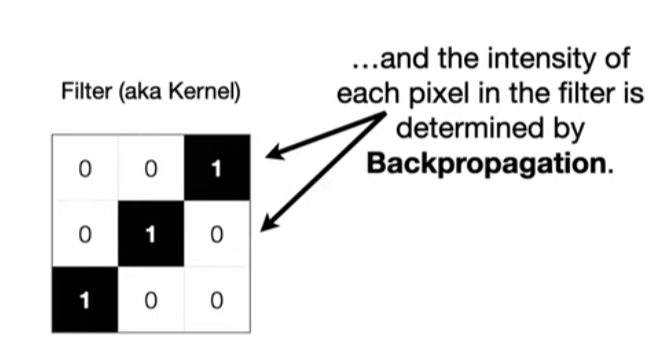 Filter (aka Kernel)
0 0 1
0 1 0
1 0 0
…and the intensity of
each pixel in the filter is
determined by
Backpropagation.